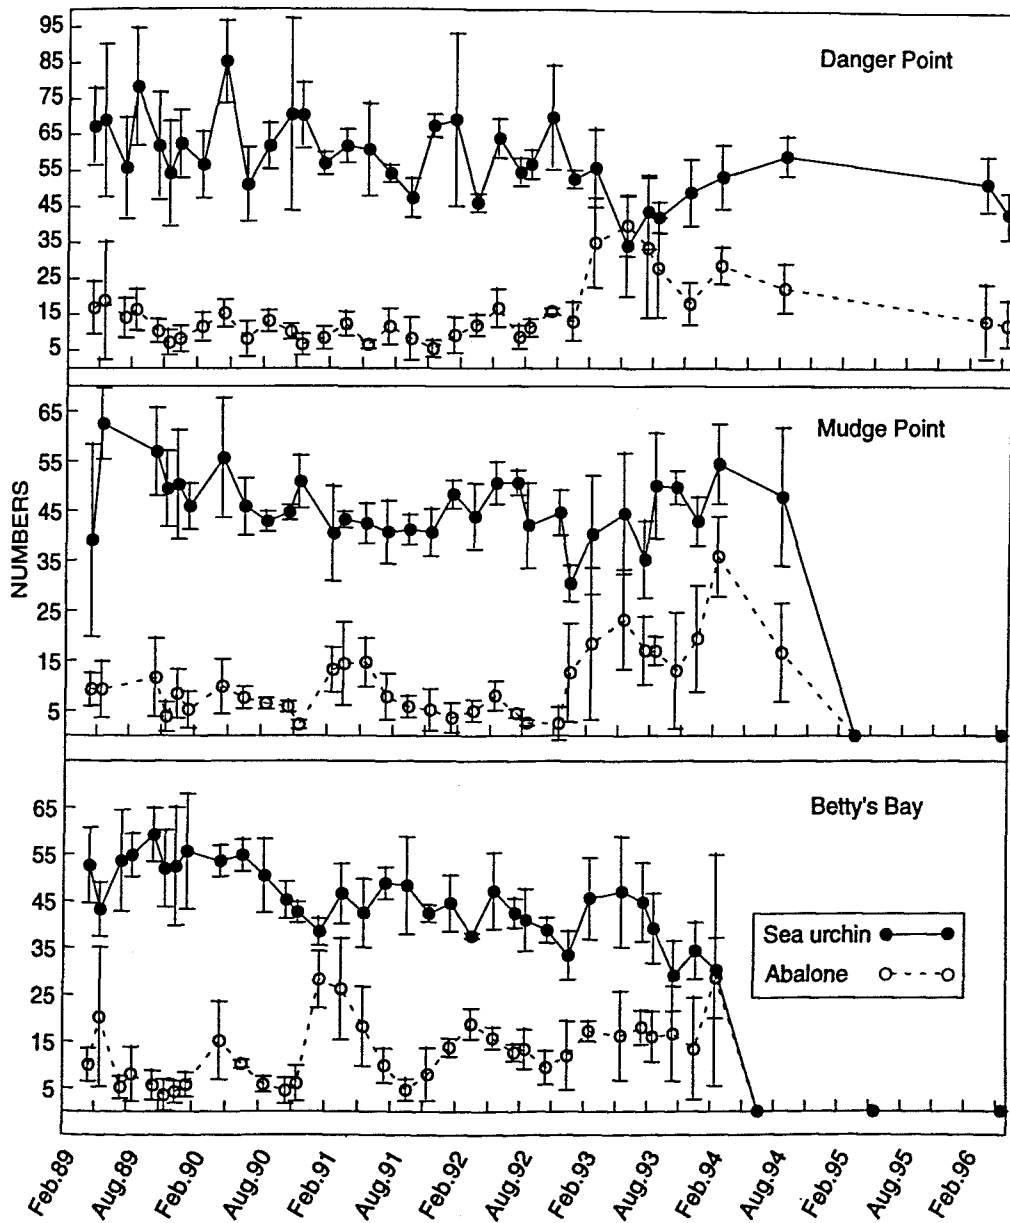 95
85
75
65
55
45
35
25
15
5
Danger Point
NUMBERS
65
55
45
35
25
15
5
Mudge Point
65
55
45
35
25
15
5
Betty's Bay
Sea urchin
Abalone
Feb.89
Aug.89
Feb.90
Aug.90
Feb.91
Aug.91
Feb.92
Aug.92
Feb.93
Aug.93
Feb.94
Aug.94
Feb.95
Aug.95
Feb.96